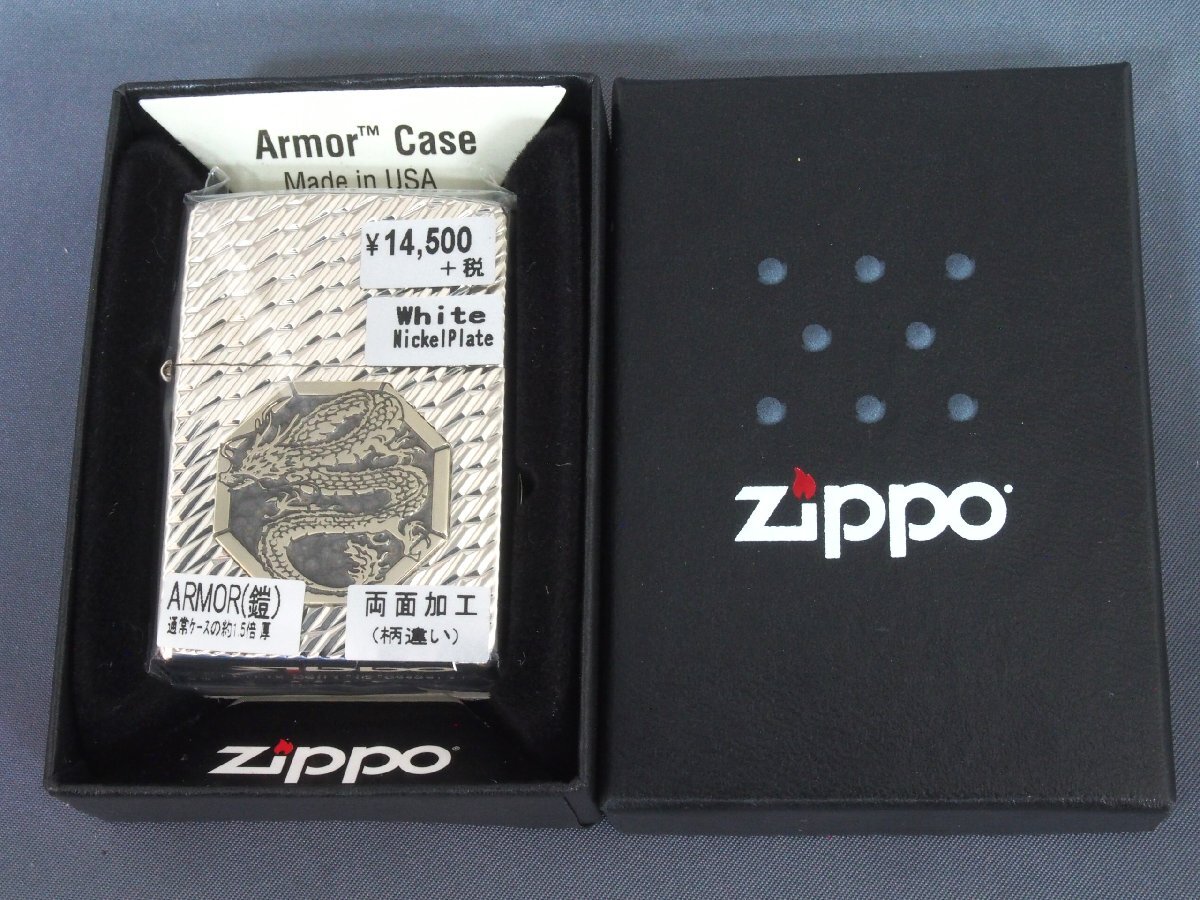 Armor™ Case
Made in USA
¥14,500
+税
White
NickelPlate
ARMOR(鎧)
通常ケースの約1.5倍厚
両面加工
(柄違い)
zippo
zippo